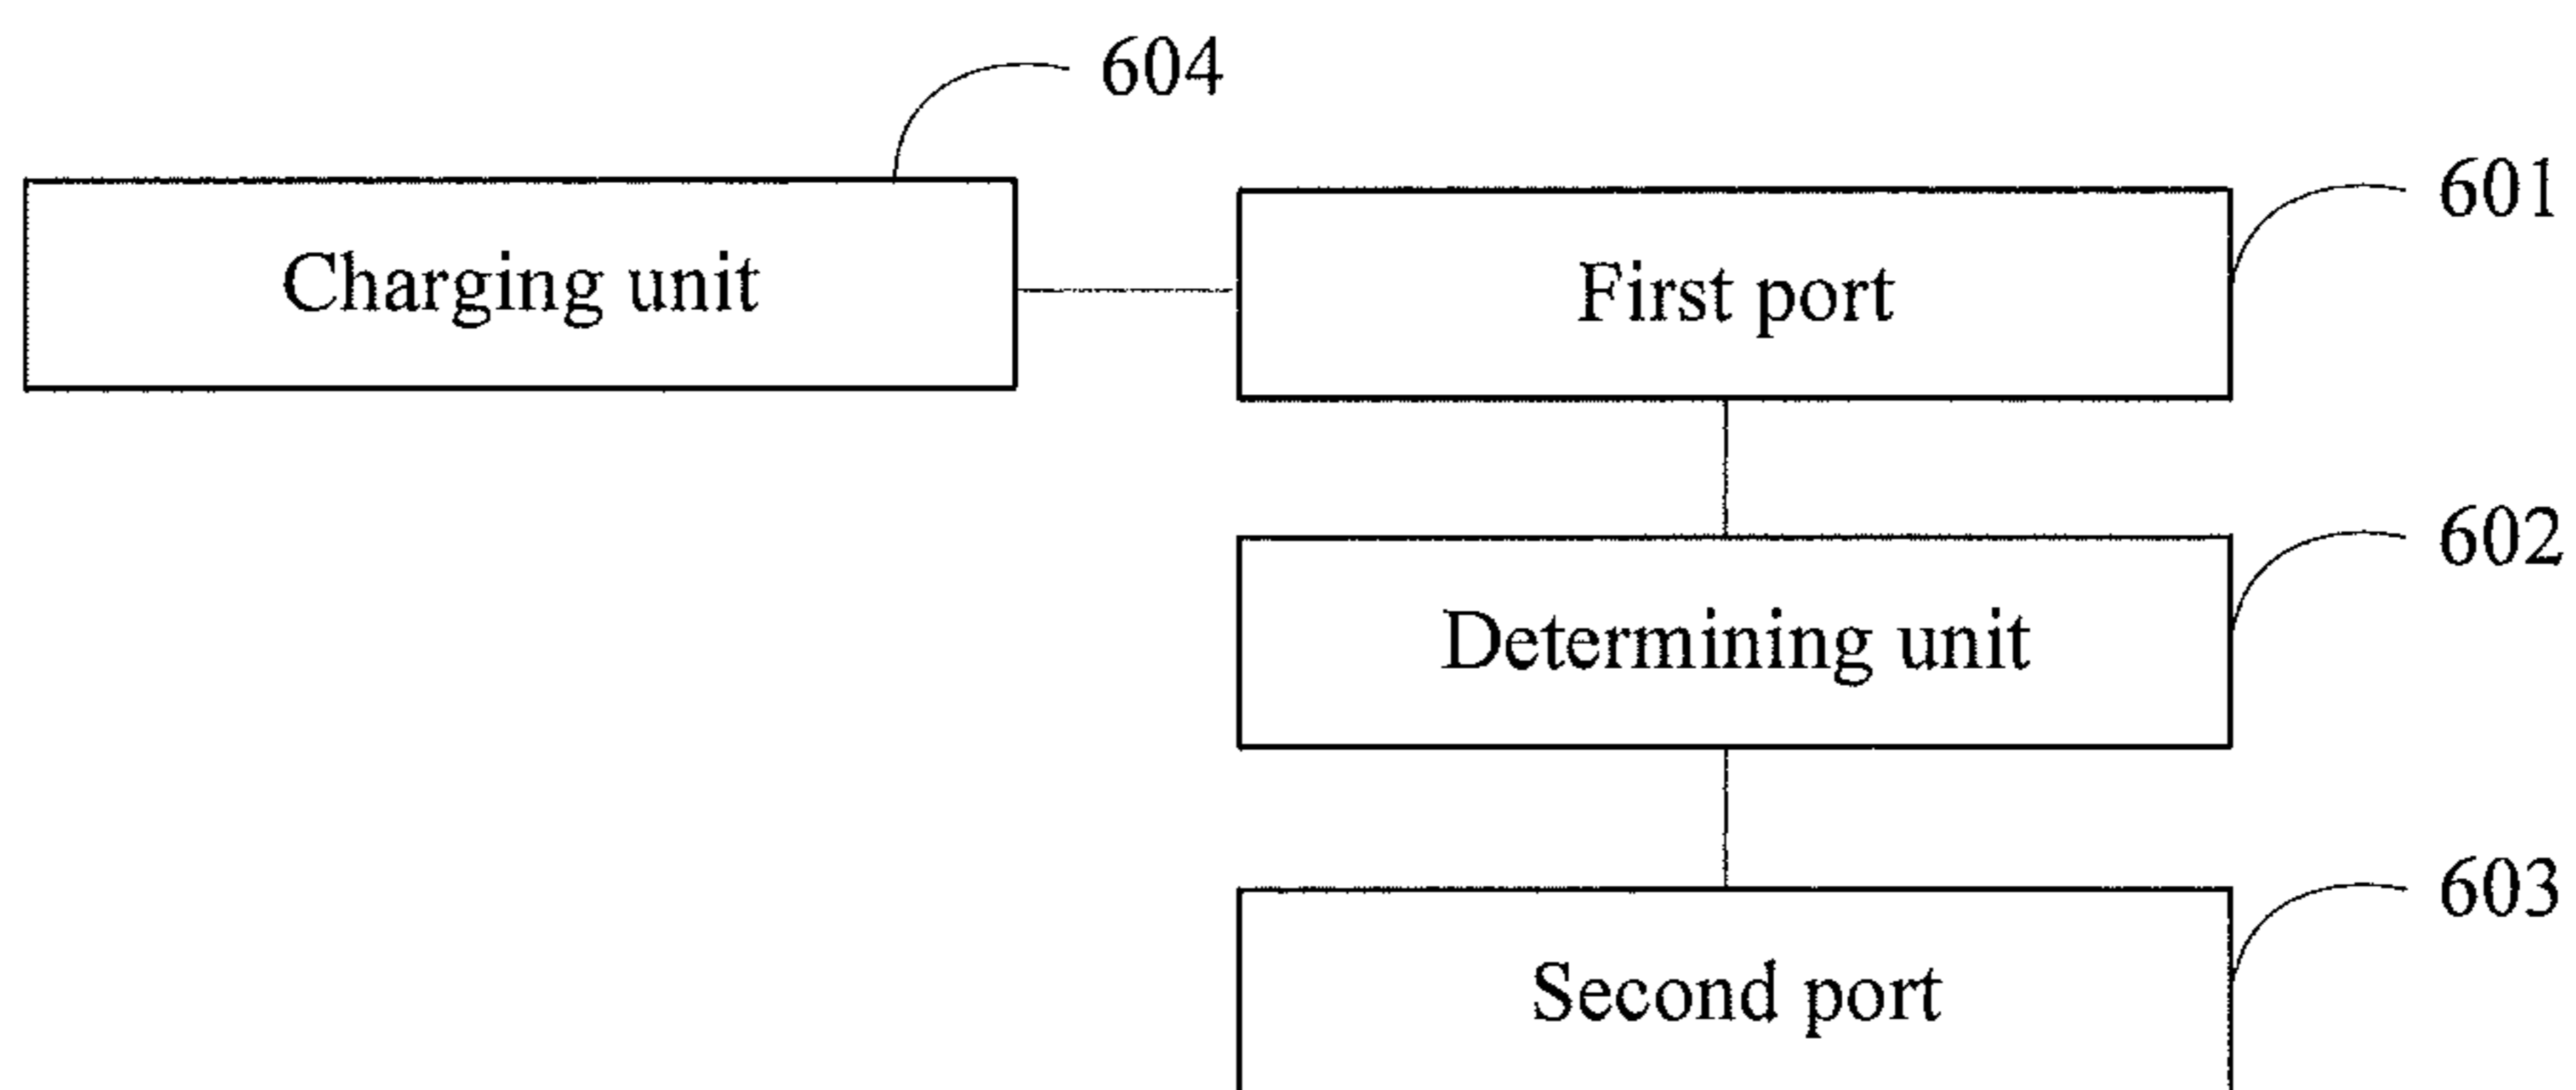 604
601
Charging unit
First port
602
Determining unit
603
Second port